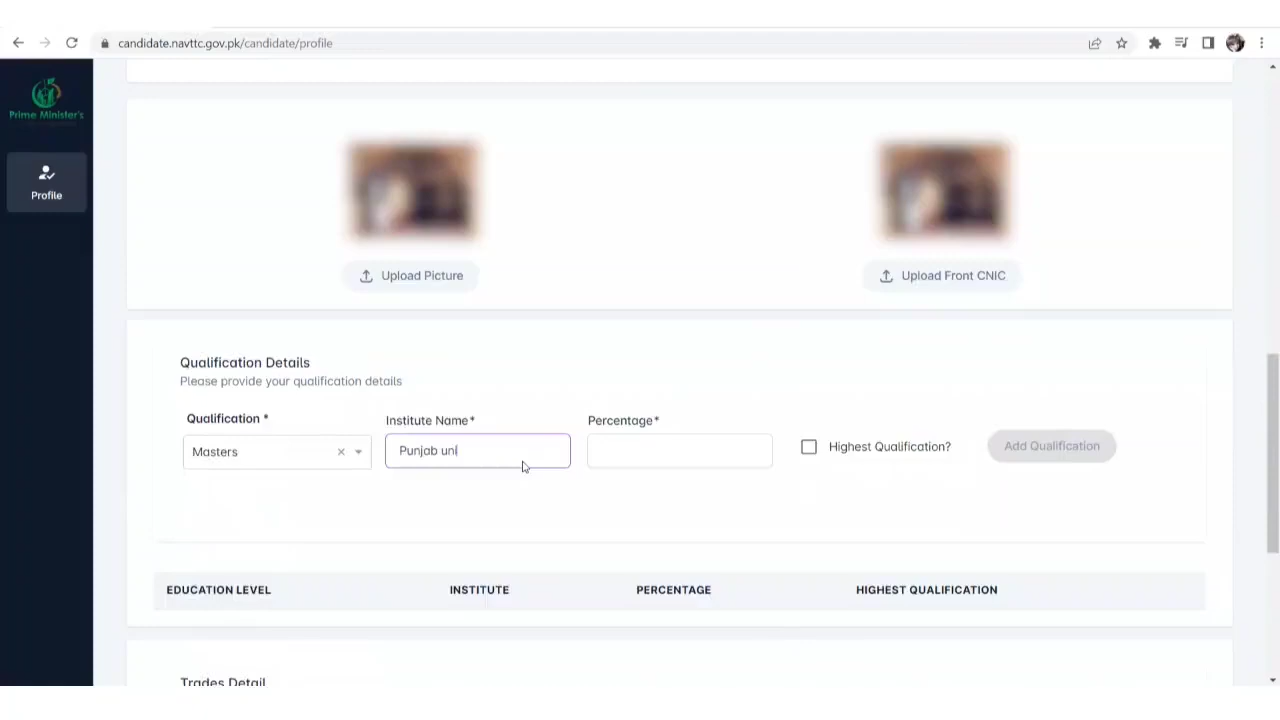 candidate.navttc.gov.pk/candidate/profile
Prime Minister's
Profile
Upload Picture
Upload Front CNIC
Qualification Details
Please provide your qualification details
Qualification *
Institute Name*
Percentage*
Masters
Punjab uni
Highest Qualification?
Add Qualification
EDUCATION LEVEL INSTITUTE PERCENTAGE HIGHEST QUALIFICATION
Trades Detail